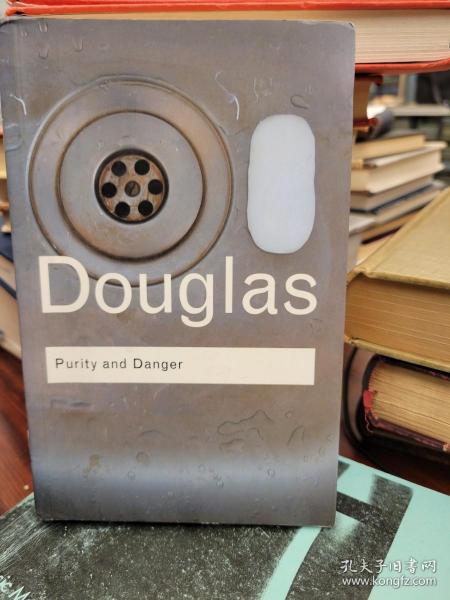 Douglas
Purity and Danger
c M
孔夫子旧书网
www.kongfz.com